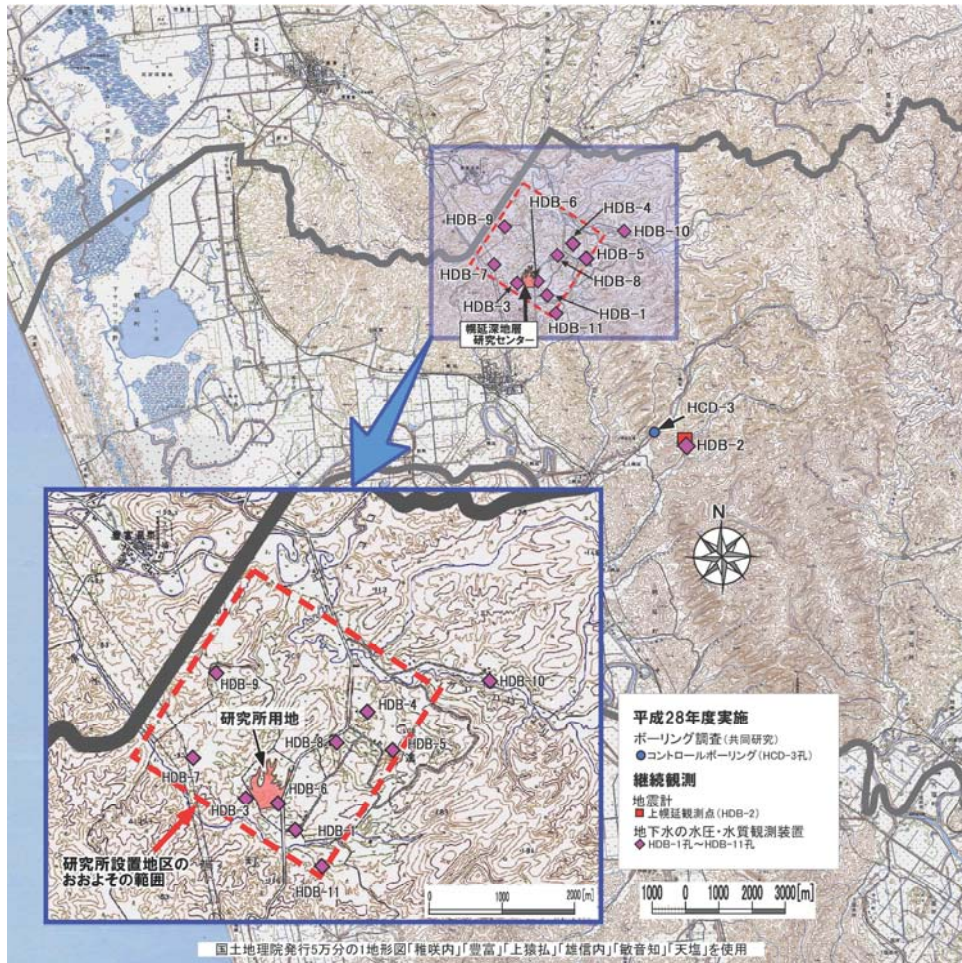 HDB-6
HDB-4
HDB-9
HDB-10
HDB-5
HDB-7
HDB-8
HDB-3
HDB-1
HDB-11
幌延深地層
研究センター
HCD-3
HDB-2
N
HDB-9
HDB-10
研究所用地
HDB-4
HDB-8
HDB-5
HDB-7
HDB-6
HDB-3
HDB-1
研究所設置地区の
おおよその範囲
HDB-11
0 1000 2000 [m]
平成28年度実施
ボーリング調査(共同研究)
コントロールボーリング(HCD-3孔)
継続観測
地震計
上幌延観測点(HDB-2)
地下水の水圧・水質観測装置
HDB-1孔~HDB-11孔
1000 0 1000 2000 3000[m]
国土地理院発行5万分の1地形図「稚咲内」「豊富」「上猿払」「雄信内」「敏音知」「天塩」を使用